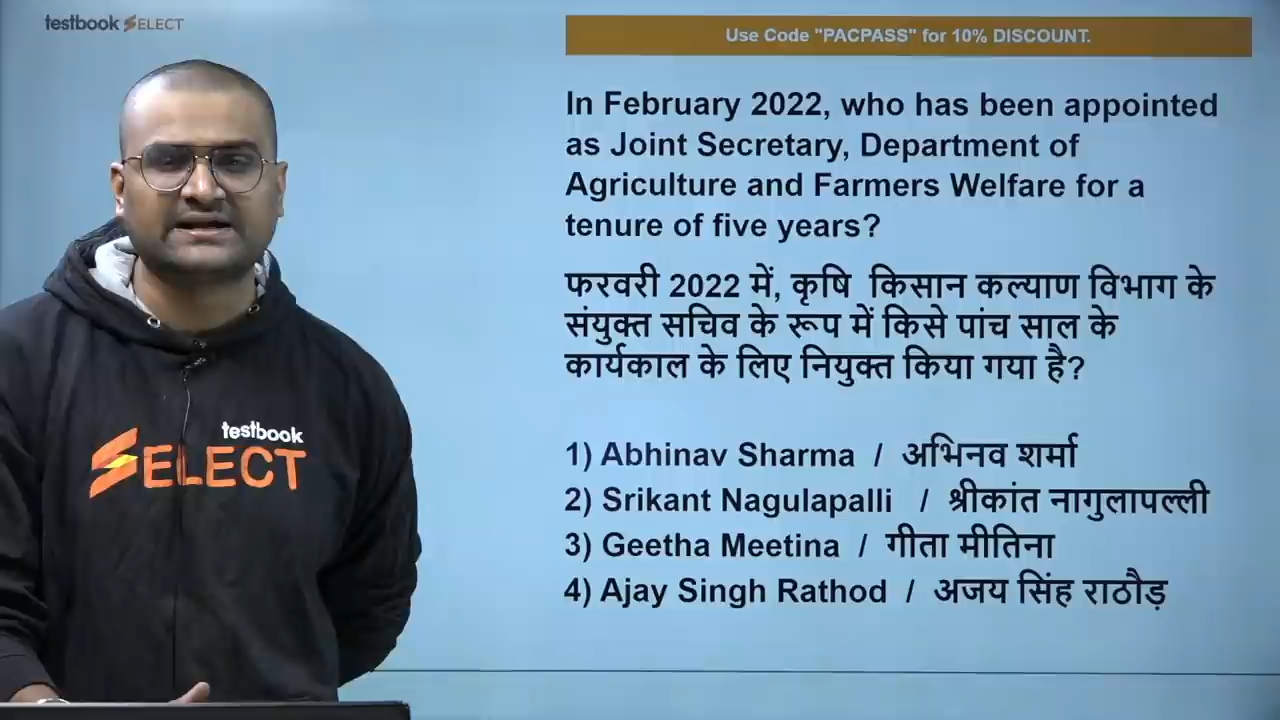 testbook SELECT
Use Code "PACPASS" for 10% DISCOUNT.
In February 2022, who has been appointed
as Joint Secretary, Department of
Agriculture and Farmers Welfare for a
tenure of five years?
फरवरी 2022 में, कृषि किसान कल्याण विभाग के
संयुक्त सचिव के रूप में किसे पांच साल के
कार्यकाल के लिए नियुक्त किया गया है?
1) Abhinav Sharma / अभिनव शर्मा
2) Srikant Nagulapalli / श्रीकांत नागुलापल्ली
3) Geetha Meetina / गीता मीतिना
4) Ajay Singh Rathod / अजय सिंह राठौड़
testbook
SELECT